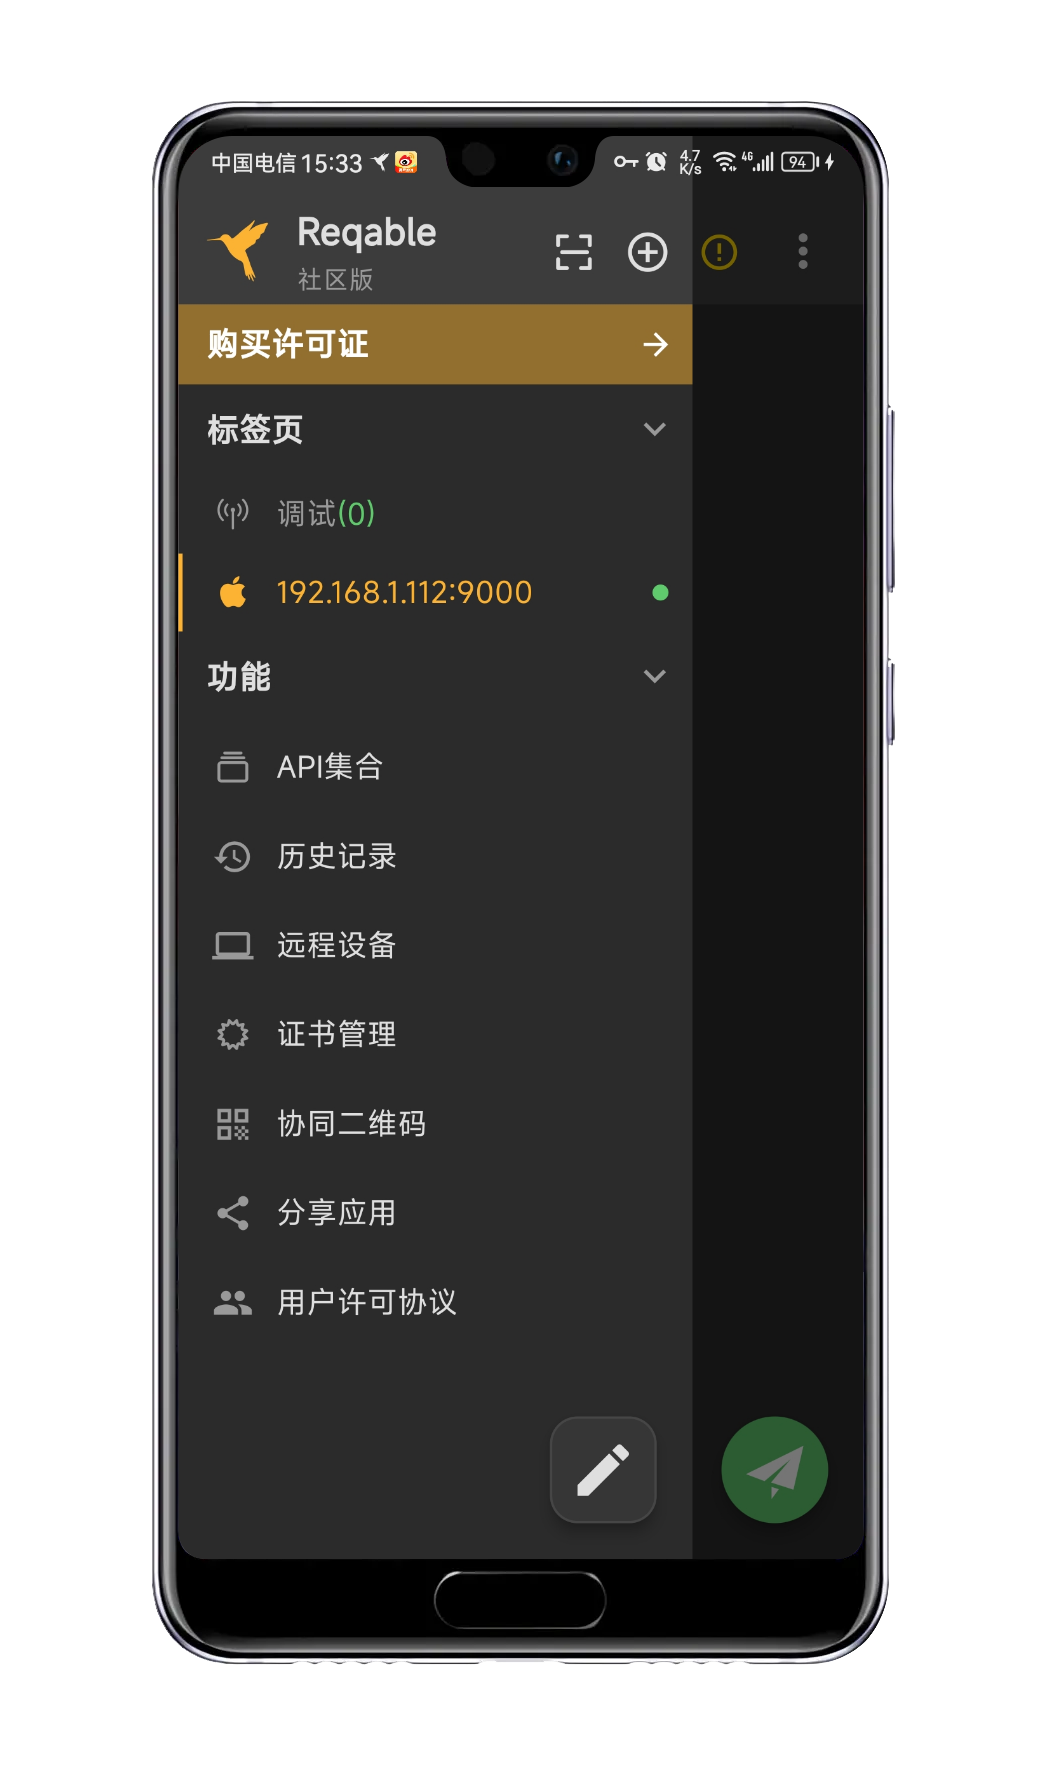 中国电信 15:33
4.7 K/s
4G
94
Reqable
社区版
购买许可证
标签页
调试(0)
192.168.1.112:9000
功能
API集合
历史记录
远程设备
证书管理
协同二维码
分享应用
用户许可协议